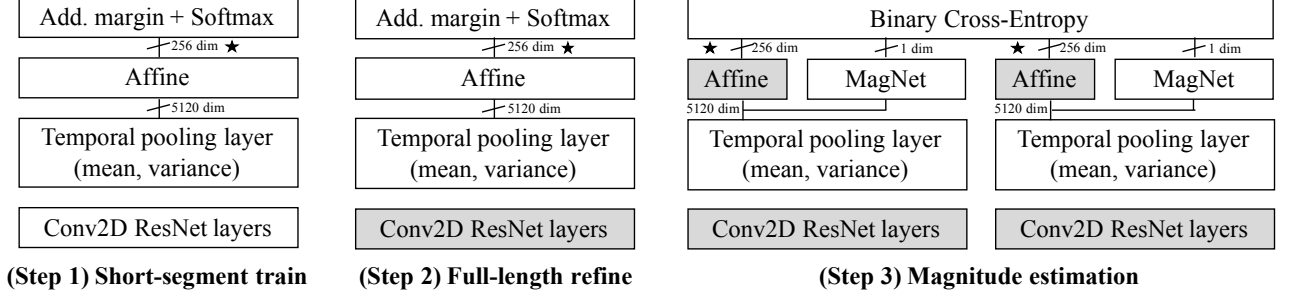 Add. margin + Softmax
256 dim ★
Affine
5120 dim
Temporal pooling layer
(mean, variance)
Conv2D ResNet layers
(Step 1) Short-segment train
Add. margin + Softmax
256 dim ★
Affine
5120 dim
Temporal pooling layer
(mean, variance)
Conv2D ResNet layers
(Step 2) Full-length refine
Binary Cross-Entropy
★ 256 dim
1 dim
★ 256 dim
1 dim
Affine
MagNet
Affine
MagNet
5120 dim
5120 dim
Temporal pooling layer
(mean, variance)
Temporal pooling layer
(mean, variance)
Conv2D ResNet layers
Conv2D ResNet layers
(Step 3) Magnitude estimation